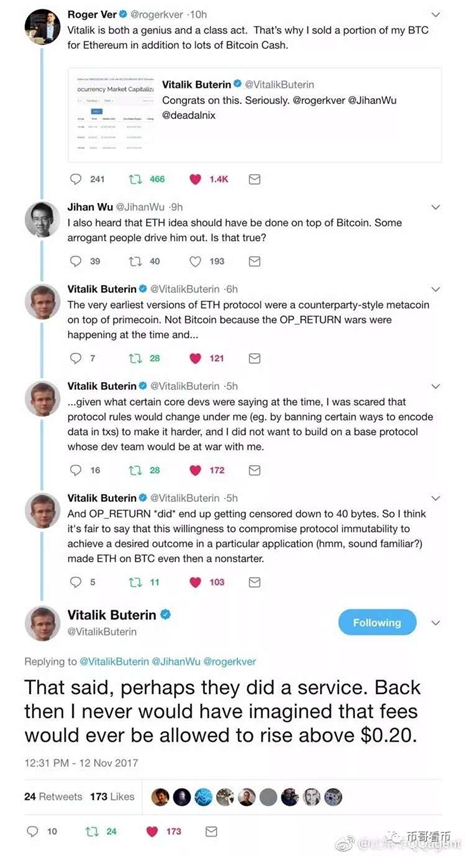 Roger Ver @rogerkver ·10h
Vitalik is both a genius and a class act. That's why I sold a portion of my BTC
for Ethereum in addition to lots of Bitcoin Cash.
ocurrency Market Capitaliz
Vitalik Buterin @VitalikButerin
Congrats on this. Seriously. @rogerkver @JihanWu
@deadalnix
241 466 1.4K
Jihan Wu @JihanWu ·9h
I also heard that ETH idea should have be done on top of Bitcoin. Some
arrogant people drive him out. Is that true?
39 40 193
Vitalik Buterin @VitalikButerin ·6h
The very earliest versions of ETH protocol were a counterparty-style metacoin
on top of primecoin. Not Bitcoin because the OP_RETURN wars were
happening at the time and...
7 28 121
Vitalik Buterin @VitalikButerin ·5h
...given what certain core devs were saying at the time, I was scared that
protocol rules would change under me (eg. by banning certain ways to encode
data in txs) to make it harder, and I did not want to build on a base protocol
whose dev team would be at war with me.
16 28 172
Vitalik Buterin @VitalikButerin ·5h
And OP_RETURN *did* end up getting censored down to 40 bytes. So I think
it's fair to say that this willingness to compromise protocol immutability to
achieve a desired outcome in a particular application (hmm, sound familiar?)
made ETH on BTC even then a nonstarter.
5 11 103
Vitalik Buterin
@VitalikButerin
Following
Replying to @VitalikButerin @JihanWu @rogerkver
That said, perhaps they did a service. Back
then I never would have imagined that fees
would ever be allowed to rise above $0.20.
12:31 PM - 12 Nov 2017
24 Retweets 173 Likes
10 24 173
币哥看币